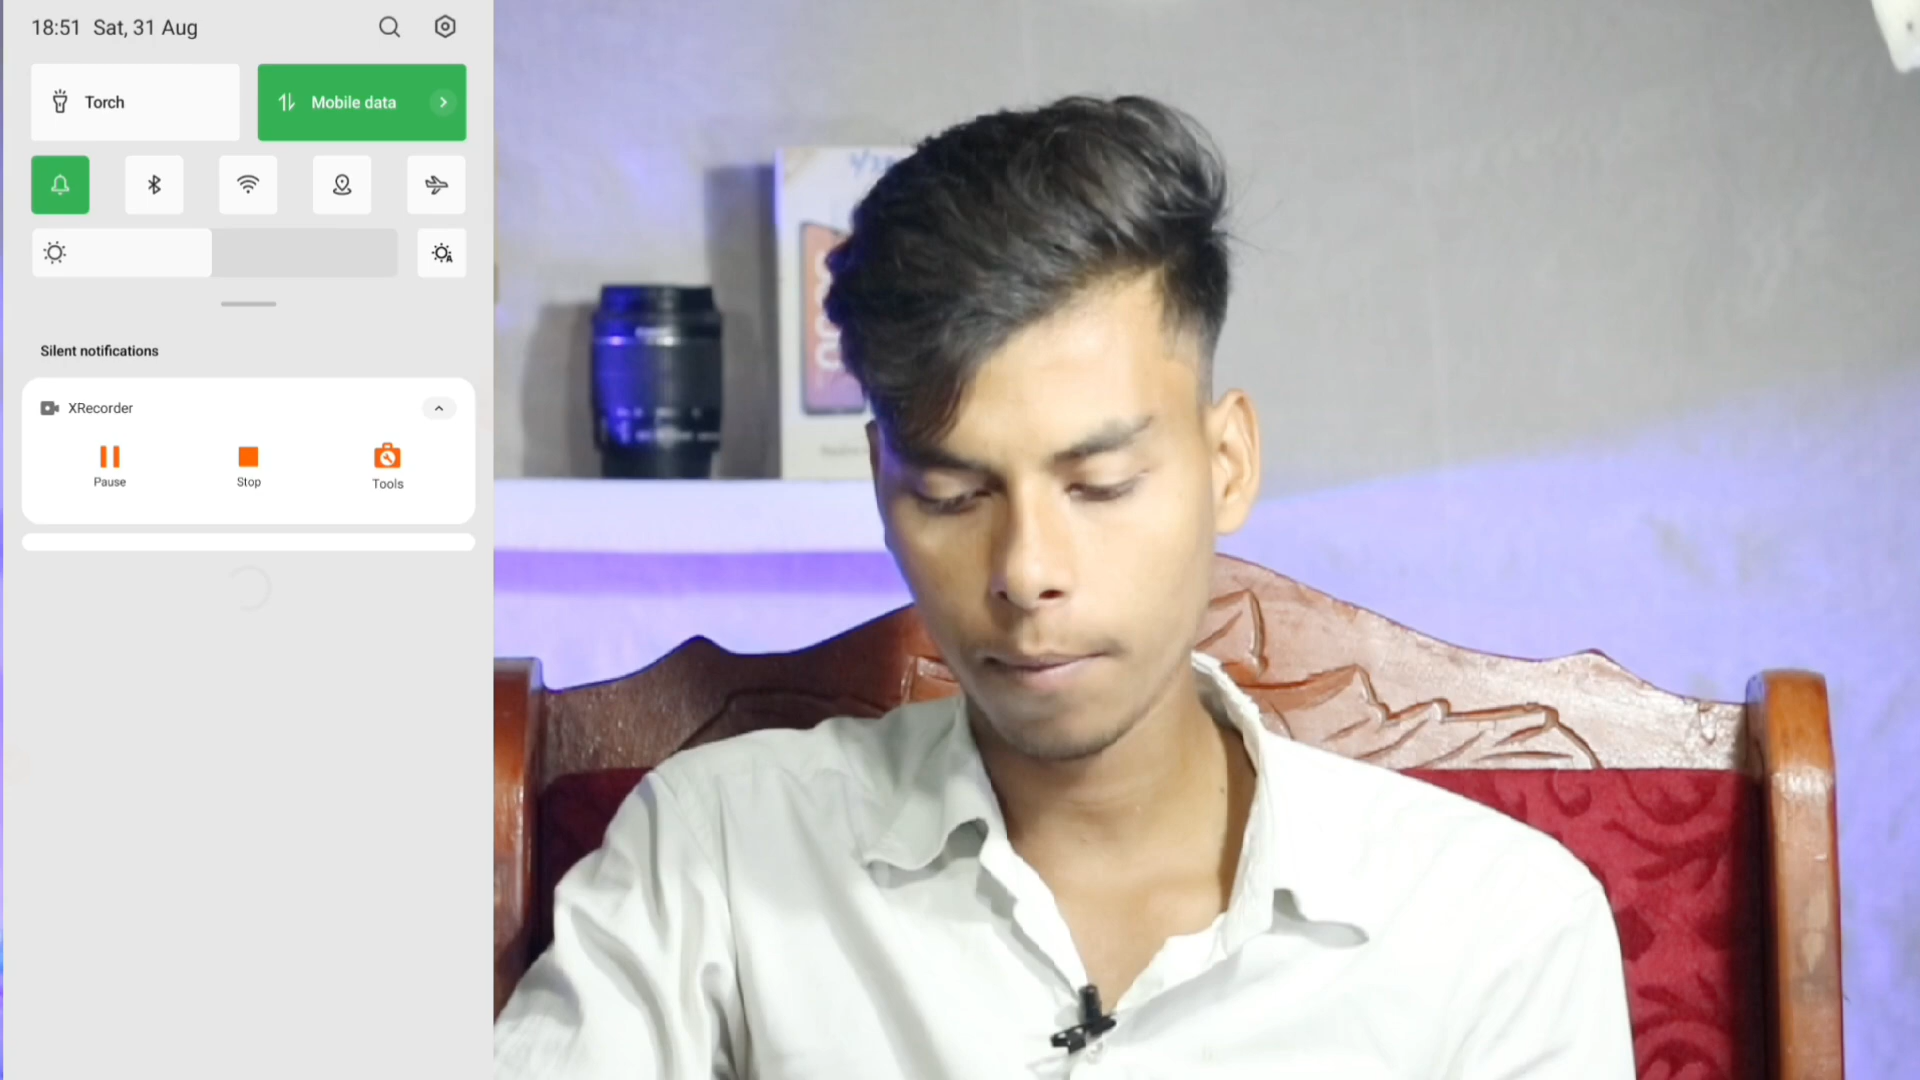 18:51 Sat, 31 Aug
Torch
Mobile data
A
Silent notifications
XRecorder
Pause
Stop
Tools